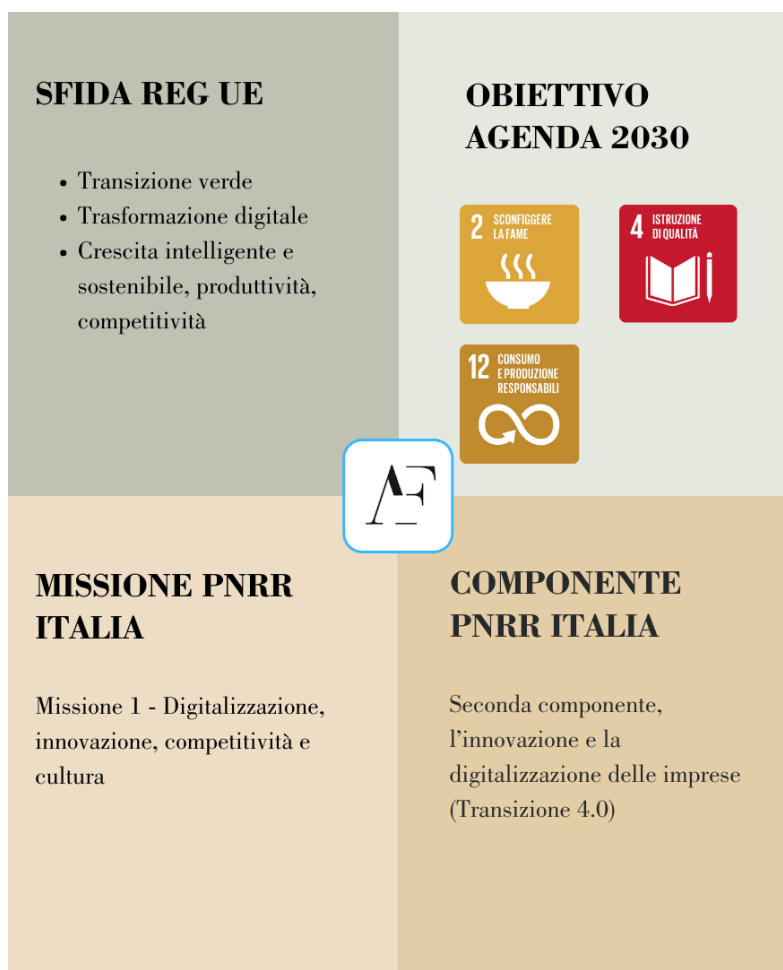 SFIDA REG UE
• Transizione verde
• Trasformazione digitale
• Crescita intelligente e
sostenibile, produttività,
competitività
OBIETTIVO
AGENDA 2030
2 SCONFIGGERE
LA FAME
4 ISTRUZIONE
DI QUALITÀ
12 CONSUMO
E PRODUZIONE
RESPONSABILI
AF
MISSIONE PNRR
ITALIA
Missione 1 - Digitalizzazione,
innovazione, competitività e
cultura
COMPONENTE
PNRR ITALIA
Seconda componente,
l’innovazione e la
digitalizzazione delle imprese
(Transizione 4.0)